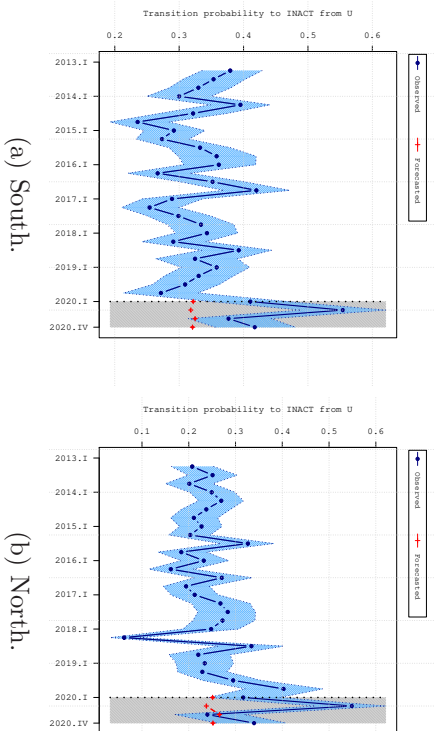 Transition probability to INACT from U
0.2 0.3 0.4 0.5 0.6
2013.I
2014.I
2015.I
2016.I
2017.I
2018.I
2019.I
2020.I
2020.IV
Observed
Forecasted
(a) South.
Transition probability to INACT from U
0.1 0.2 0.3 0.4 0.5 0.6
2013.I
2014.I
2015.I
2016.I
2017.I
2018.I
2019.I
2020.I
2020.IV
Observed
Forecasted
(b) North.